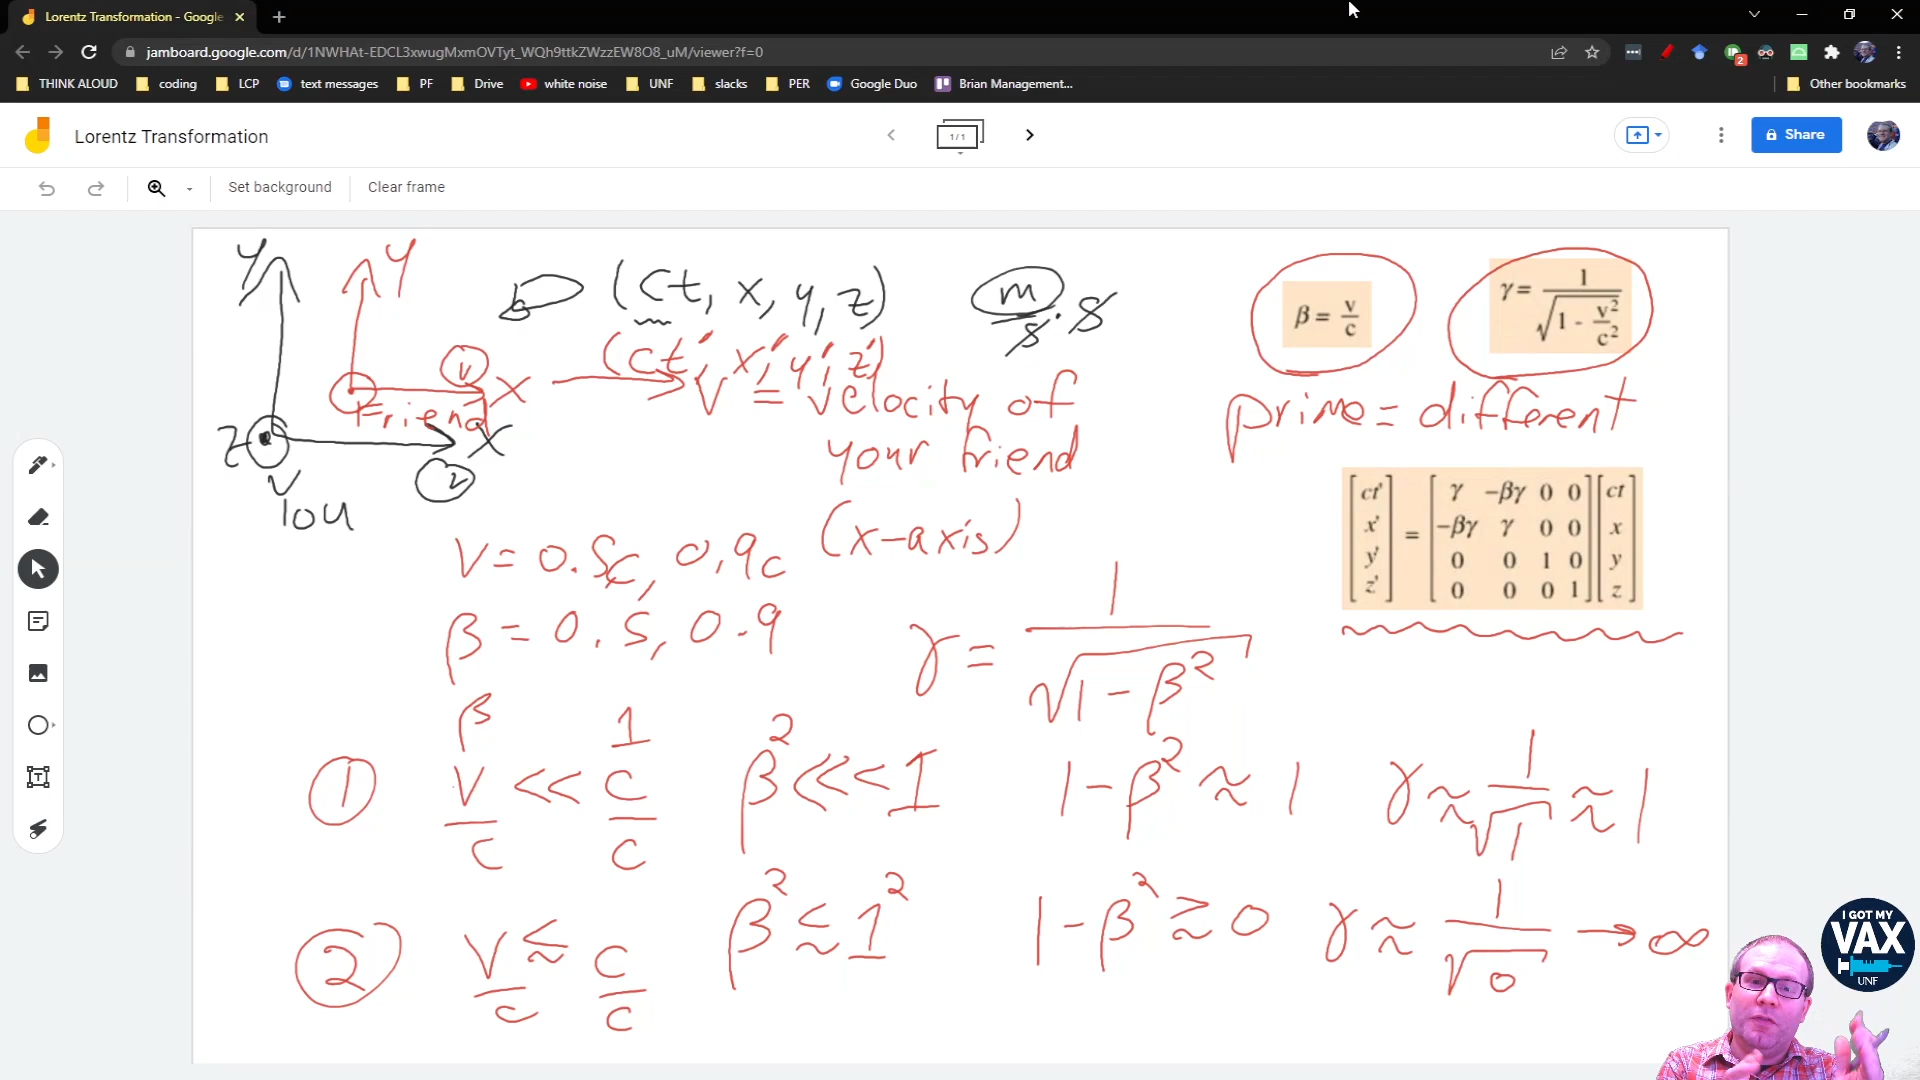 Lorentz Transformation - Google
jamboard.google.com/d/1NWHAt-EDCL3xwugMxmOVTyt_WQh9ttkZWzzEW8O8_uM/viewer?f=0
THINK ALOUD coding LCP text messages PF Drive white noise UNF slacks PER Google Duo Brian Management... Other bookmarks
2
Lorentz Transformation
1 / 1
Share
Set background
Clear frame
y
y
(ct, x, y, z)
m/s · s
β = v/c
γ = 1/√(1 - v²/c²)
(ct', x', y', z')
v
x
Friend
V ≡ velocity of
your friend
(x-axis)
prime = different
z
x
2
You
[ct' x' y' z'] = [γ -βγ 0 0 -βγ γ 0 0 0 0 1 0 0 0 0 1] [ct x y z]
V = 0.5c, 0.9c
β = 0.5, 0.9
γ = 1/√(1 - β²)
β 1
1 V/c << c/c β² <<< 1 1 - β² ≈ 1 γ ≈ 1/√1 ≈ 1
2 V/c ≲ c/c β² ≲ 1² 1 - β² ≳ 0 γ ≈ 1/√0 → ∞
I GOT MY
VAX
UNF